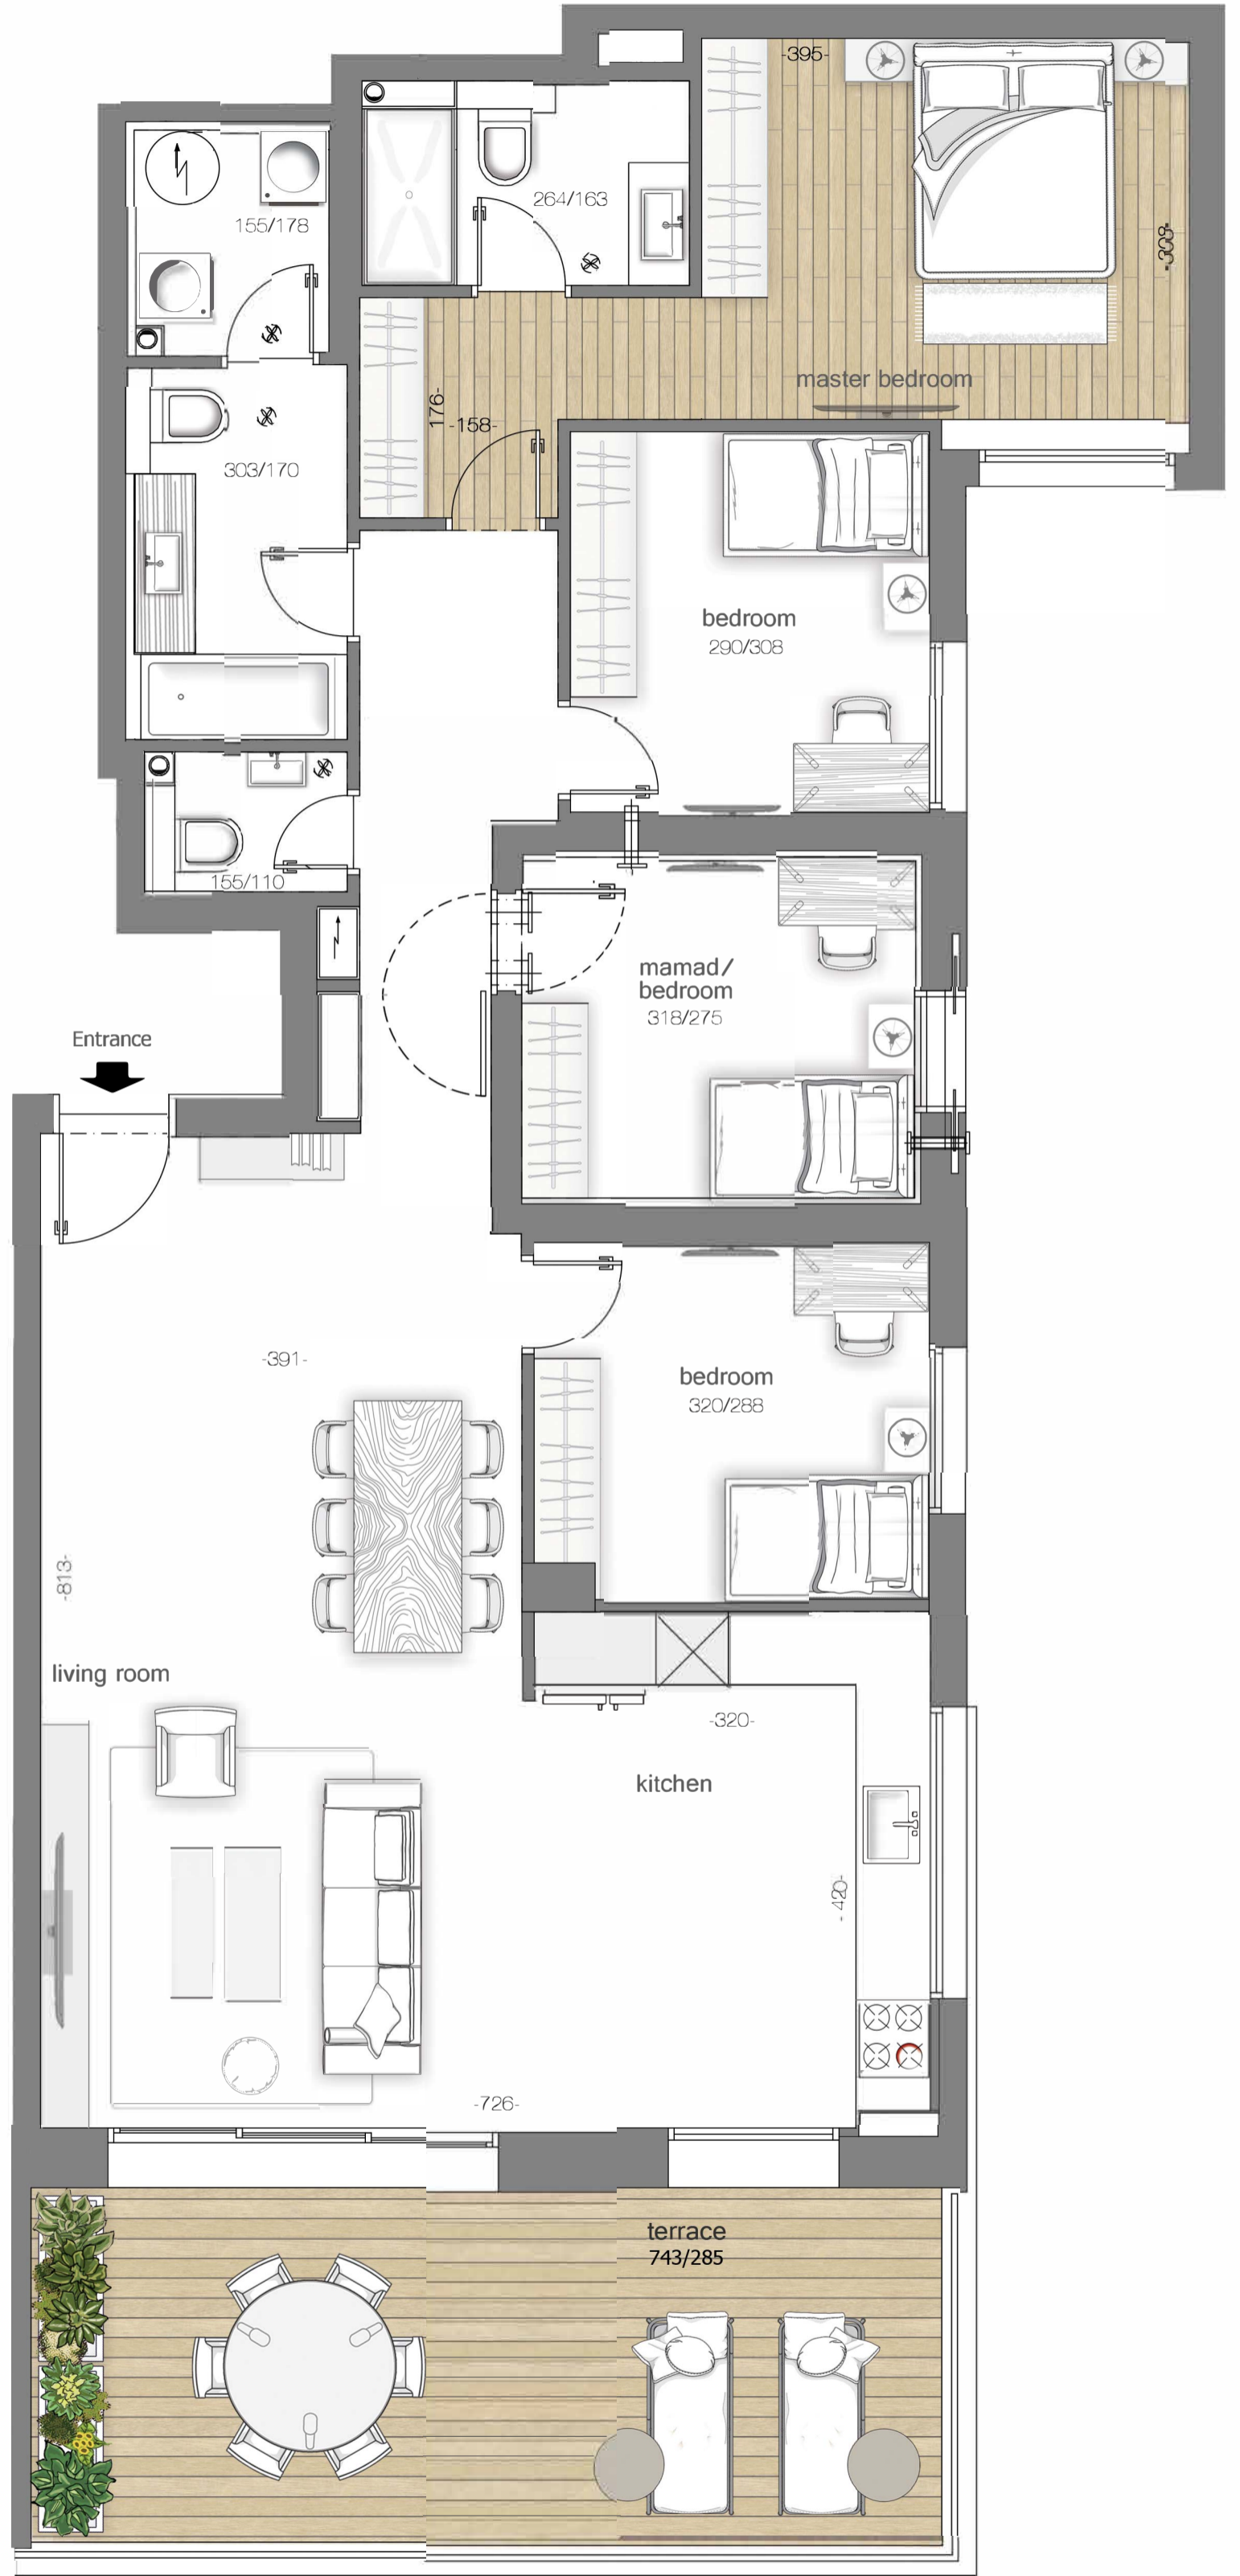 -395-
264/163
155/178
-308-
master bedroom
176-
-158-
303/170
bedroom
290/308
155/110
mamad/
bedroom
318/275
Entrance
-391-
bedroom
320/288
-813-
living room
-320-
kitchen
-420-
-726-
terrace
743/285